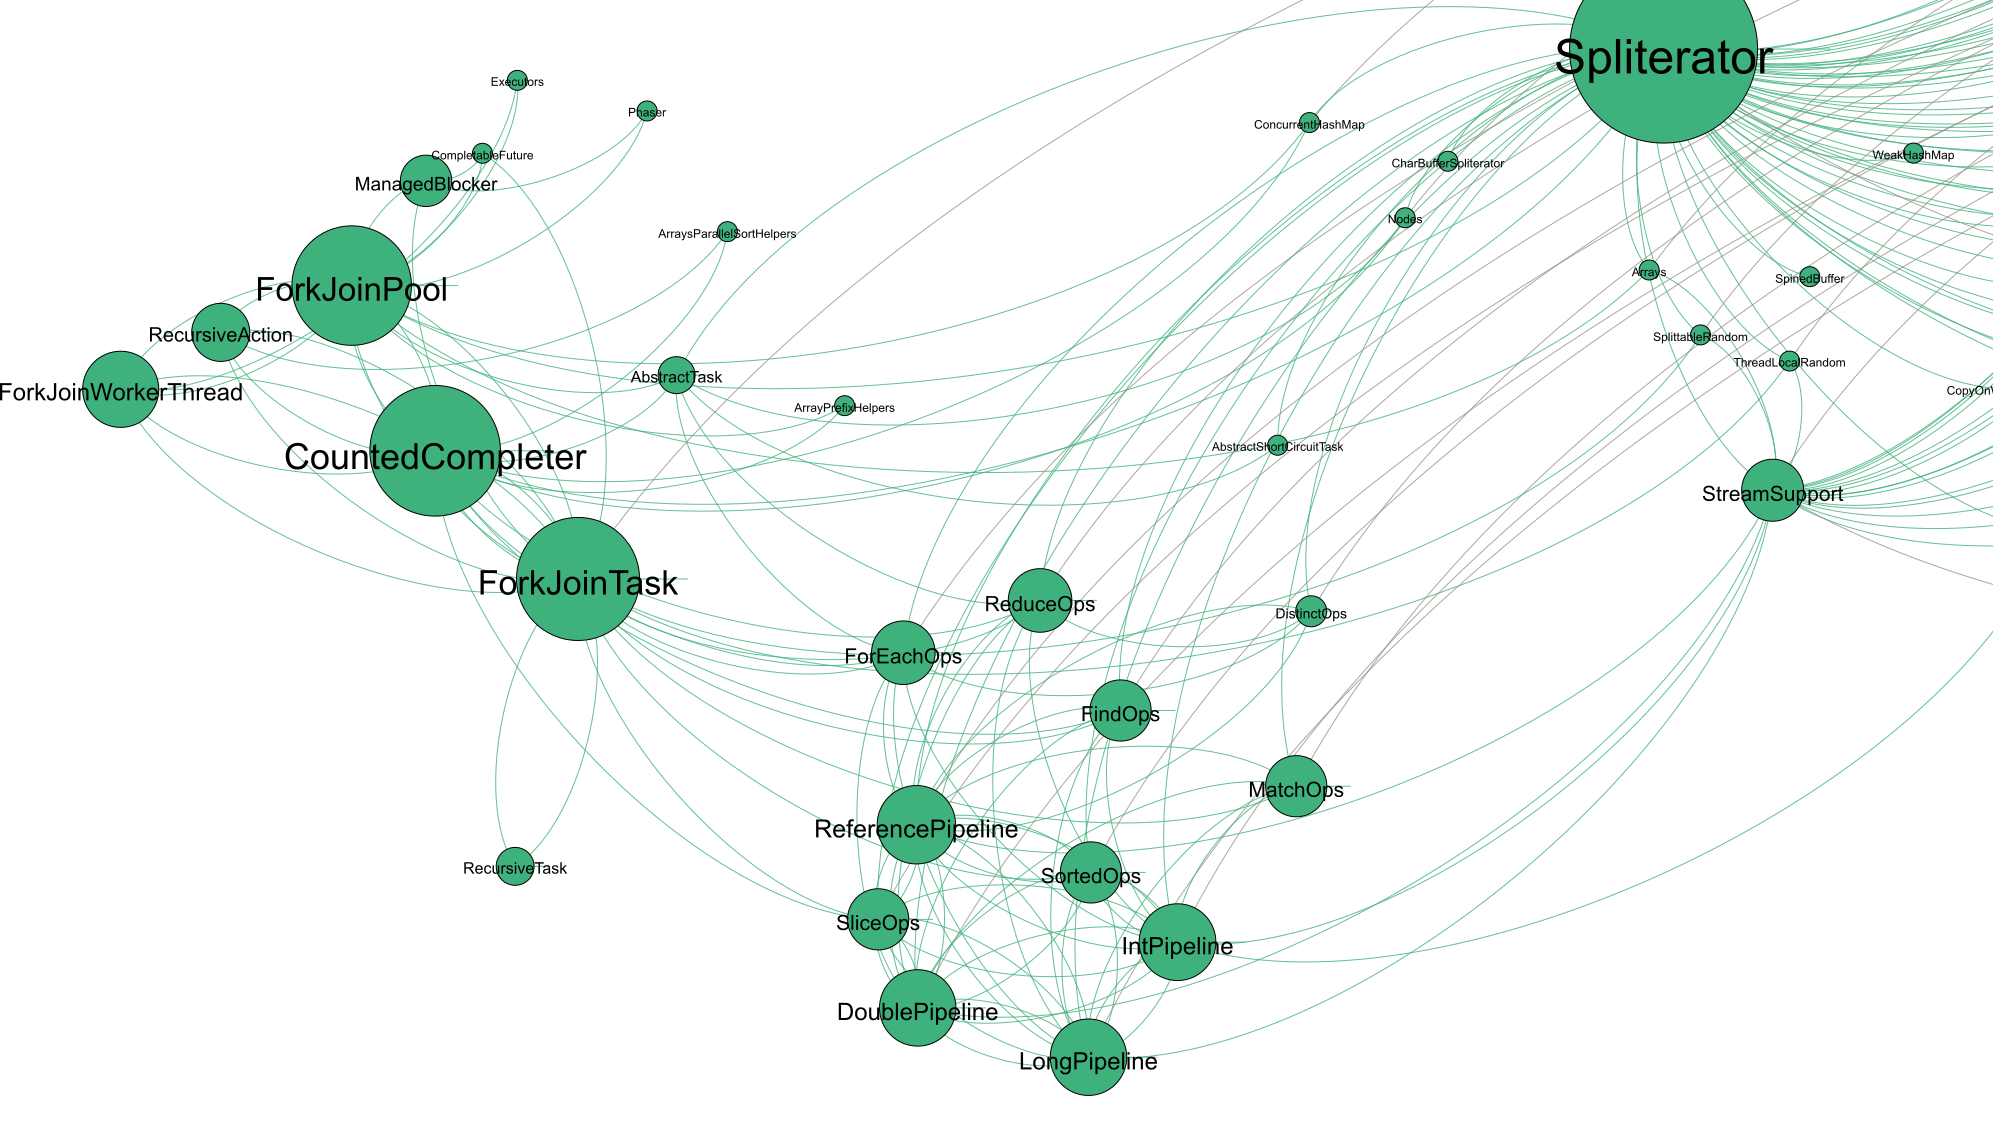 Spliterator
Executors
Phaser
ConcurrentHashMap
CompletableFuture
WeakHashMap
CharBufferSpliterator
ManagedBlocker
Nodes
ArraysParallelSortHelpers
Arrays
SpinedBuffer
ForkJoinPool
RecursiveAction
SplittableRandom
ThreadLocalRandom
AbstractTask
ForkJoinWorkerThread
CopyOnW
ArrayPrefixHelpers
AbstractShortCircuitTask
CountedCompleter
StreamSupport
ForkJoinTask
ReduceOps
DistinctOps
ForEachOps
FindOps
MatchOps
ReferencePipeline
RecursiveTask
SortedOps
SliceOps
IntPipeline
DoublePipeline
LongPipeline